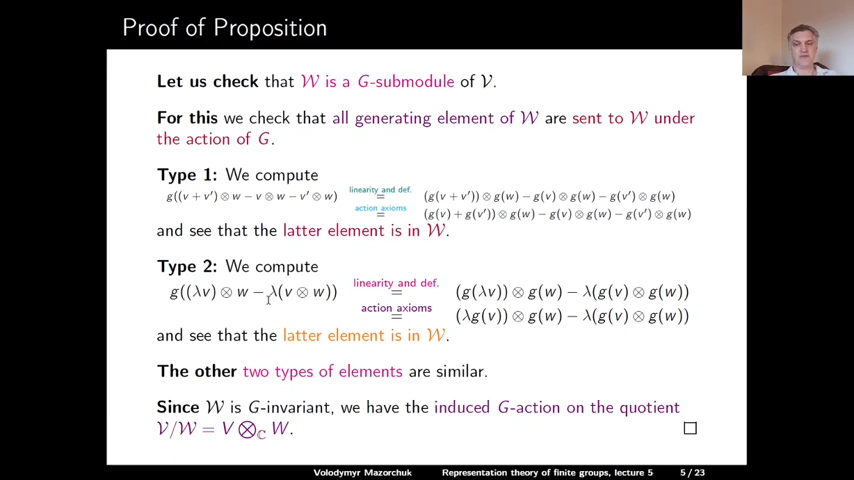 Proof of Proposition
Let us check that 𝒲 is a G-submodule of 𝒱.
For this we check that all generating element of 𝒲 are sent to 𝒲 under
the action of G.
Type 1: We compute
g((v + v′) ⊗ w − v ⊗ w − v′ ⊗ w) linearity and def. = (g(v + v′)) ⊗ g(w) − g(v) ⊗ g(w) − g(v′) ⊗ g(w)
action axioms = (g(v) + g(v′)) ⊗ g(w) − g(v) ⊗ g(w) − g(v′) ⊗ g(w)
and see that the latter element is in 𝒲.
Type 2: We compute
g((λv) ⊗ w − λ(v ⊗ w)) linearity and def. = (g(λv)) ⊗ g(w) − λ(g(v) ⊗ g(w))
action axioms = (λg(v)) ⊗ g(w) − λ(g(v) ⊗ g(w))
and see that the latter element is in 𝒲.
The other two types of elements are similar.
Since 𝒲 is G-invariant, we have the induced G-action on the quotient
𝒱/𝒲 = V ⊗_ℂ W. □
Volodymyr Mazorchuk Representation theory of finite groups, lecture 5 5 / 23